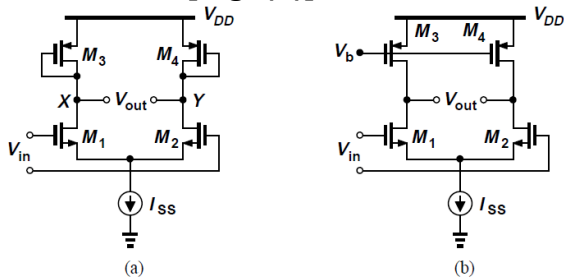 V_DD
M_3
M_4
X
V_out
Y
M_1
M_2
V_in
I_SS
(a)
V_DD
M_3
M_4
V_b
V_out
M_1
M_2
V_in
I_SS
(b)